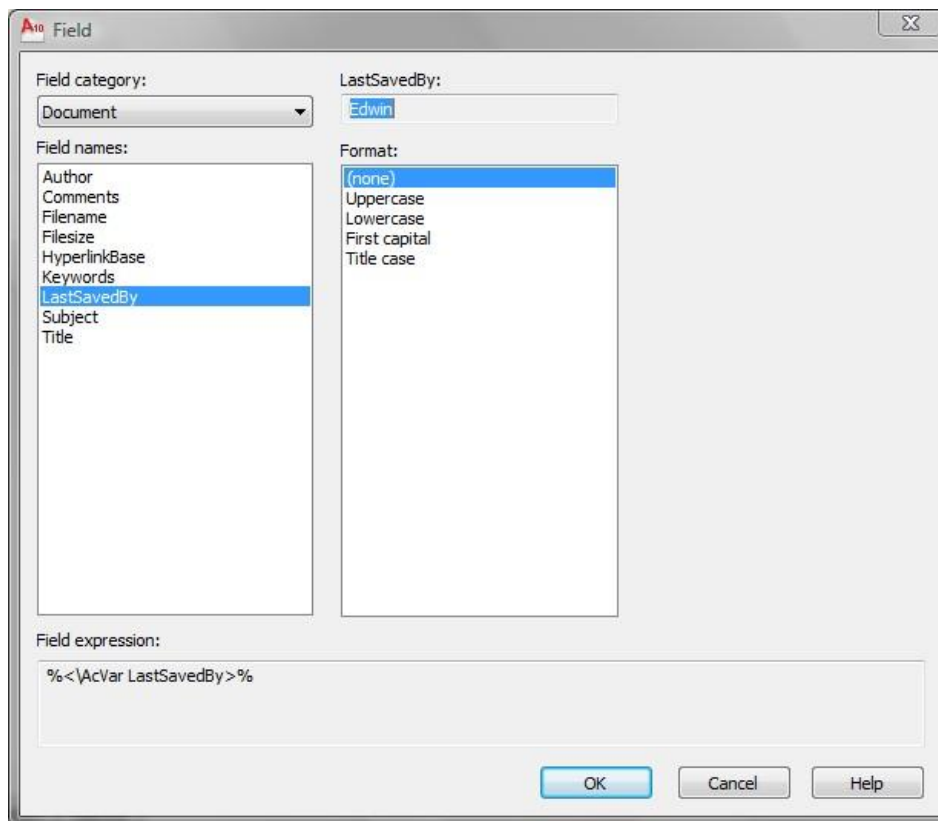 A10 Field
Field category:
Document
Field names:
Author
Comments
Filename
Filesize
HyperlinkBase
Keywords
LastSavedBy
Subject
Title
LastSavedBy:
Edwin
Format:
(none)
Uppercase
Lowercase
First capital
Title case
Field expression:
%<\AcVar LastSavedBy>%
OK
Cancel
Help